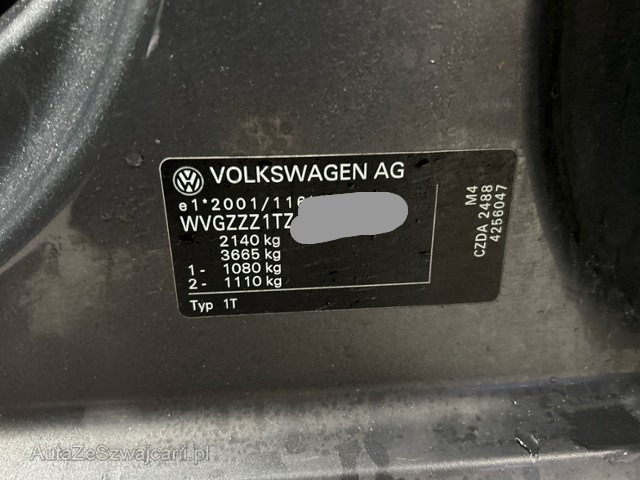 VOLKSWAGEN AG
e1*2001/116
WVGZZZ1TZ
2140 kg
3665 kg
1- 1080 kg
2- 1110 kg
Typ 1T
M4
CZDA 2488
4256047
AutaZeSzwajcarii.pl